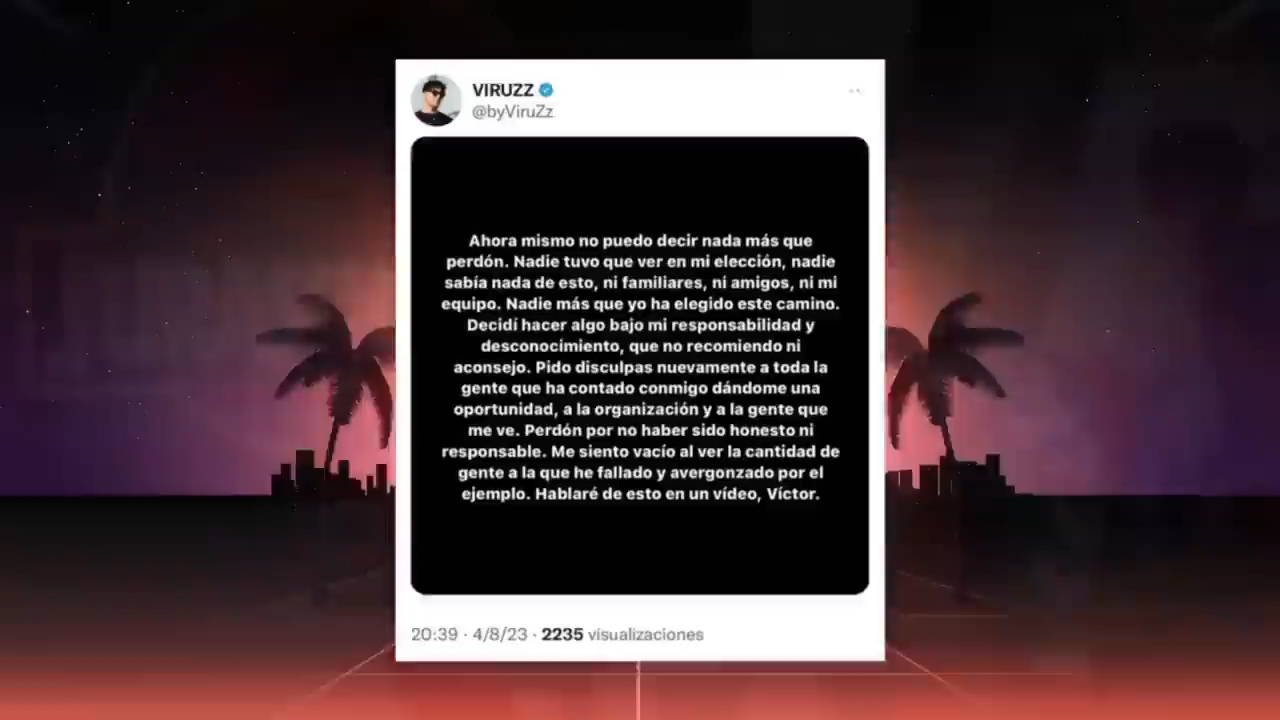 VIRUZZ
@byViruZz
Ahora mismo no puedo decir nada más que
perdón. Nadie tuvo que ver en mi elección, nadie
sabía nada de esto, ni familiares, ni amigos, ni mi
equipo. Nadie más que yo ha elegido este camino.
Decidí hacer algo bajo mi responsabilidad y
desconocimiento, que no recomiendo ni
aconsejo. Pido disculpas nuevamente a toda la
gente que ha contado conmigo dándome una
oportunidad, a la organización y a la gente que
me ve. Perdón por no haber sido honesto ni
responsable. Me siento vacío al ver la cantidad de
gente a la que he fallado y avergonzado por el
ejemplo. Hablaré de esto en un vídeo, Víctor.
20:39 · 4/8/23 · 2235 visualizaciones